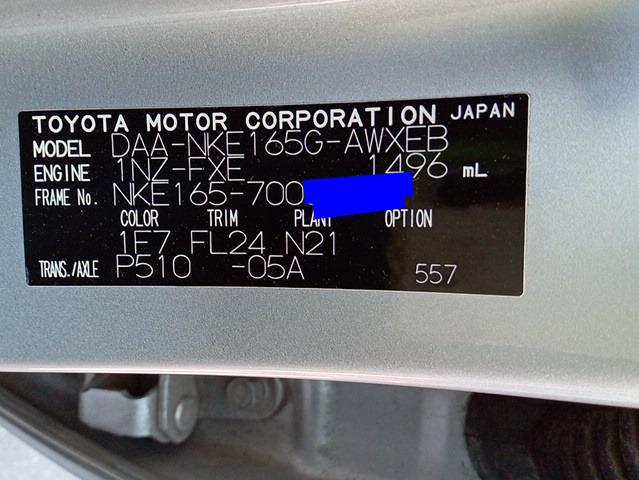 TOYOTA MOTOR CORPORATION JAPAN
MODEL DAA-NKE165G-AWXEB
ENGINE 1NZ-FXE 1496 mL
FRAME No. NKE165-700
COLOR TRIM PLANT OPTION
1F7 FL24 N21
TRANS./AXLE P510 -05A 557